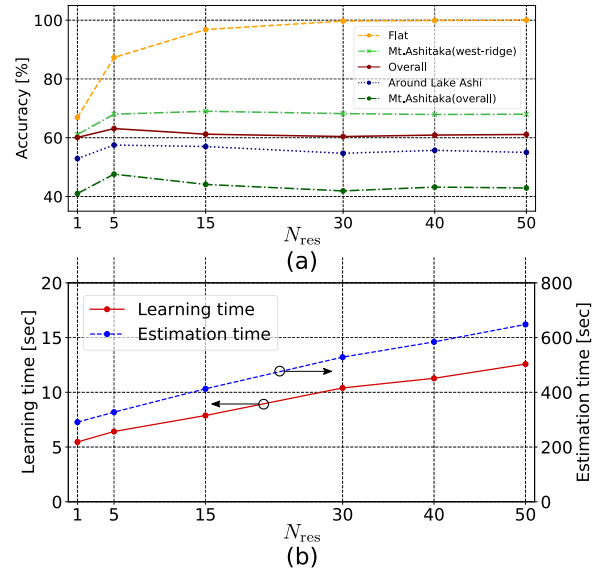 Accuracy [%]
100
80
60
40
Flat
Mt.Ashitaka(west-ridge)
Overall
Around Lake Ashi
Mt.Ashitaka(overall)
1 5 15 30 40 50
N_res
(a)
Learning time [sec]
20
15
10
5
0
Learning time
Estimation time
800
600
400
200
0
Estimation time [sec]
1 5 15 30 40 50
N_res
(b)